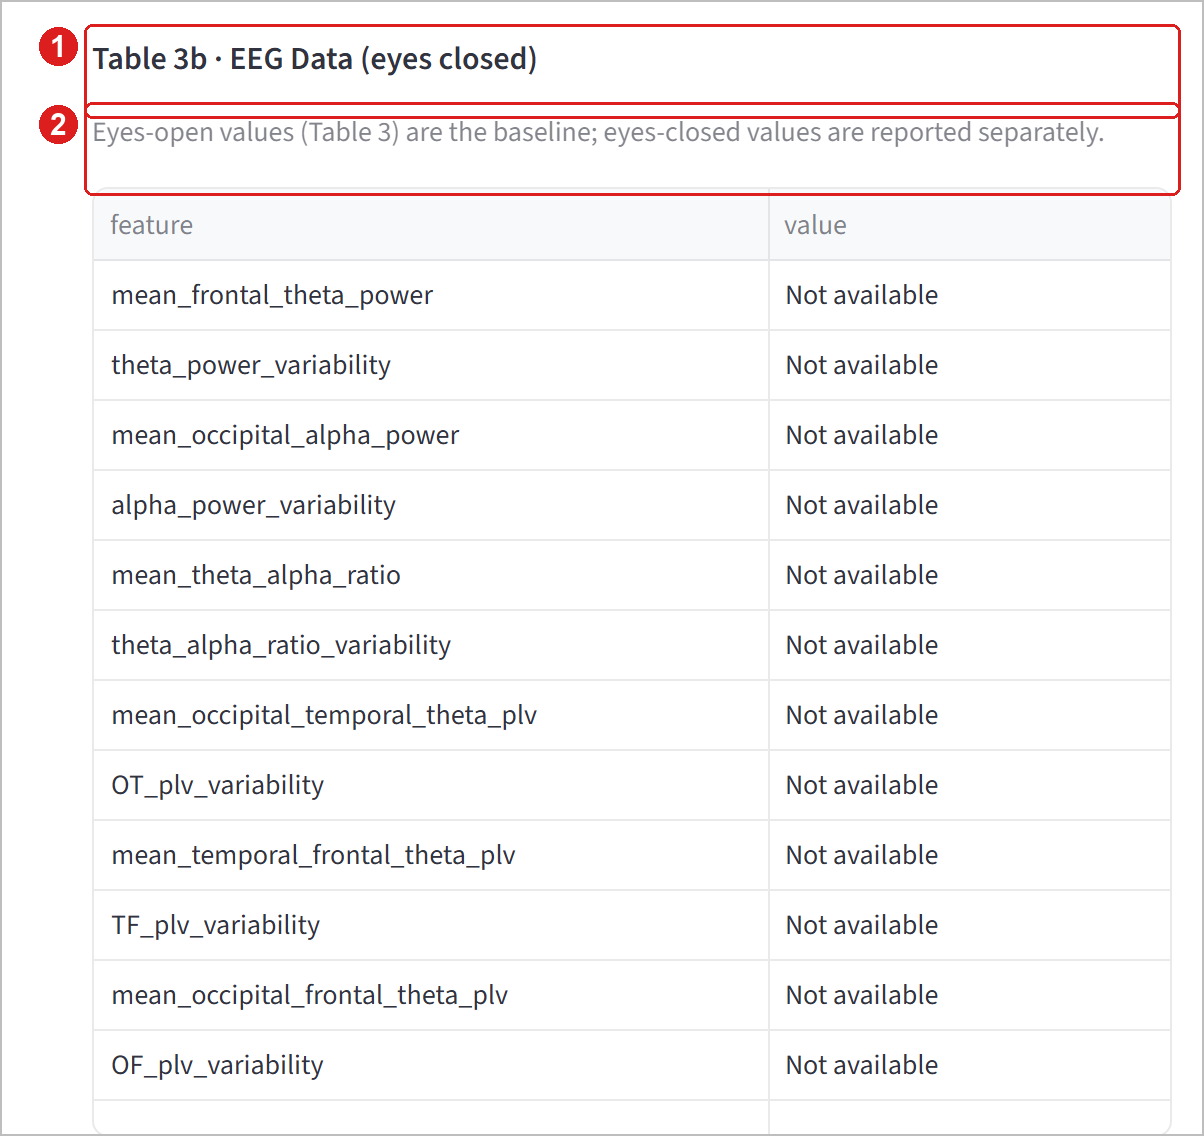 1
Table 3b · EEG Data (eyes closed)
2
Eyes-open values (Table 3) are the baseline; eyes-closed values are reported separately.
feature value
mean_frontal_theta_power Not available
theta_power_variability Not available
mean_occipital_alpha_power Not available
alpha_power_variability Not available
mean_theta_alpha_ratio Not available
theta_alpha_ratio_variability Not available
mean_occipital_temporal_theta_plv Not available
OT_plv_variability Not available
mean_temporal_frontal_theta_plv Not available
TF_plv_variability Not available
mean_occipital_frontal_theta_plv Not available
OF_plv_variability Not available